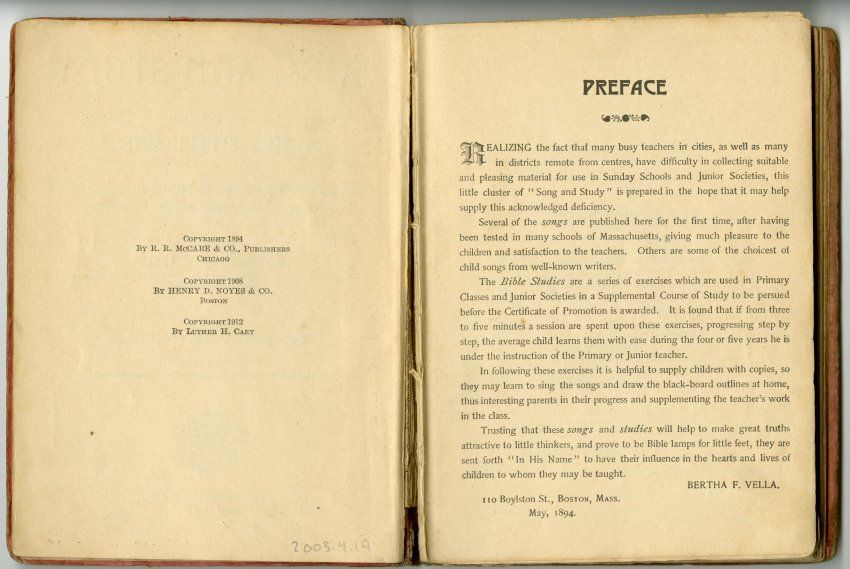 COPYRIGHT 1894
BY R. R. McCABE & CO., PUBLISHERS
CHICAGO
COPYRIGHT 1908
BY HENRY D. NOYES & CO.
BOSTON
COPYRIGHT 1912
BY LUTHER H. CARY
2003.4.19
PREFACE
REALIZING the fact that many busy teachers in cities, as well as many
in districts remote from centres, have difficulty in collecting suitable
and pleasing material for use in Sunday Schools and Junior Societies, this
little cluster of "Song and Study" is prepared in the hope that it may help
supply this acknowledged deficiency.
Several of the songs are published here for the first time, after having
been tested in many schools of Massachusetts, giving much pleasure to the
children and satisfaction to the teachers. Others are some of the choicest of
child songs from well-known writers.
The Bible Studies are a series of exercises which are used in Primary
Classes and Junior Societies in a Supplemental Course of Study to be persued
before the Certificate of Promotion is awarded. It is found that if from three
to five minutes a session are spent upon these exercises, progressing step by
step, the average child learns them with ease during the four or five years he is
under the instruction of the Primary or Junior teacher.
In following these exercises it is helpful to supply children with copies, so
they may learn to sing the songs and draw the black-board outlines at home,
thus interesting parents in their progress and supplementing the teacher's work
in the class.
Trusting that these songs and studies will help to make great truths
attractive to little thinkers, and prove to be Bible lamps for little feet, they are
sent forth "In His Name" to have their influence in the hearts and lives of
children to whom they may be taught.
BERTHA F. VELLA.
110 Boylston St., BOSTON, MASS.
May, 1894.